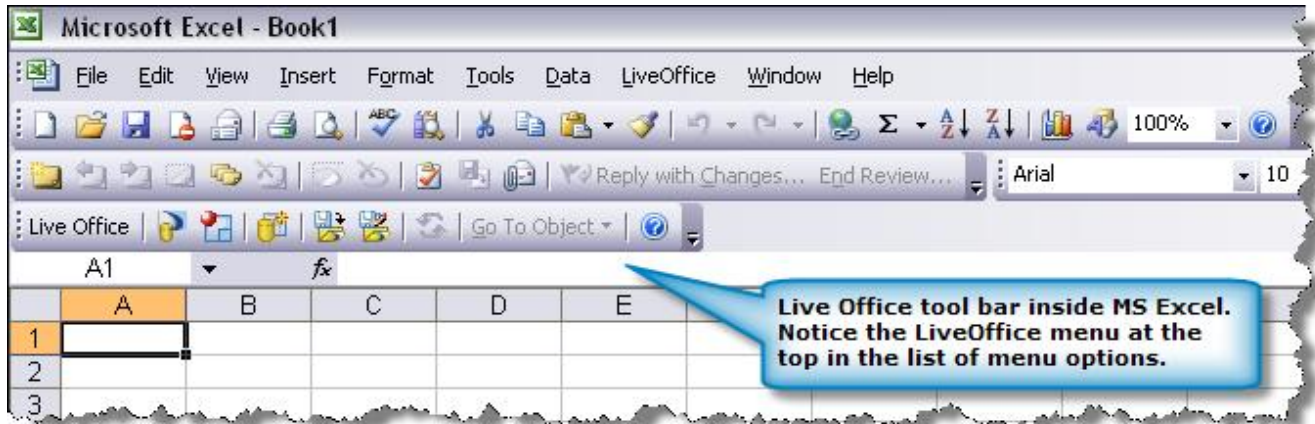 Microsoft Excel - Book1
File Edit View Insert Format Tools Data LiveOffice Window Help
ABC Σ A Z Z A 100%
Reply with Changes... End Review... Arial 10
Live Office Go To Object
A1 fx
A B C D E
1
2
3
Live Office tool bar inside MS Excel.
Notice the LiveOffice menu at the
top in the list of menu options.